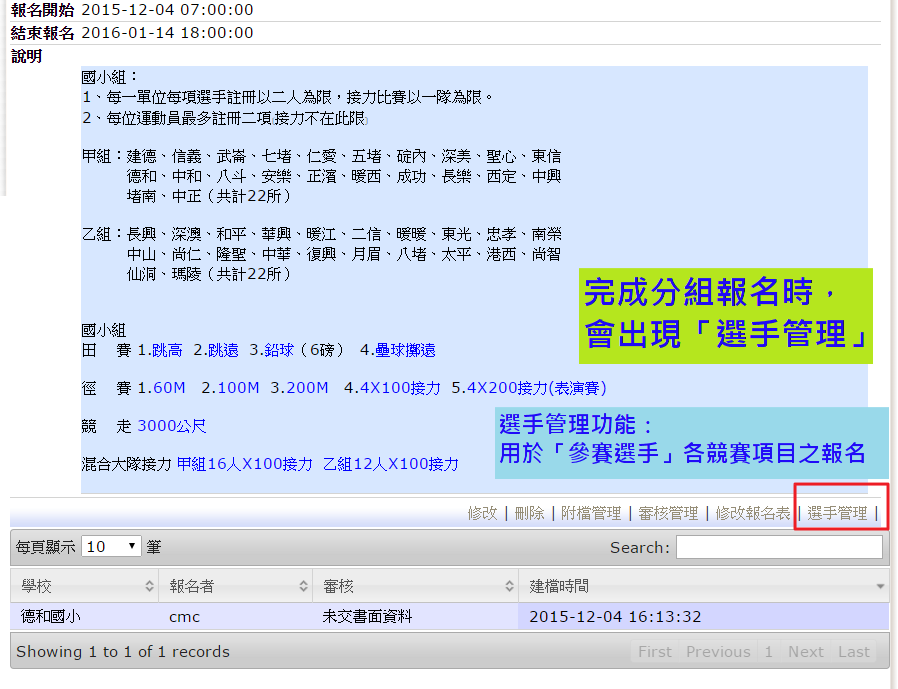 報名開始 2015-12-04 07:00:00
結束報名 2016-01-14 18:00:00
說明
國小組：
1、每一單位每項選手註冊以二人為限，接力比賽以一隊為限。
2、每位運動員最多註冊二項(接力不在此限)
甲組：建德、信義、武崙、七堵、仁愛、五堵、碇內、深美、聖心、東信
德和、中和、八斗、安樂、正濱、暖西、成功、長樂、西定、中興
堵南、中正（共計22所）
乙組：長興、深澳、和平、華興、暖江、二信、暖暖、東光、忠孝、南榮
中山、尚仁、隆聖、中華、復興、月眉、八堵、太平、港西、尚智
仙洞、瑪陵（共計22所）
完成分組報名時，
會出現「選手管理」
國小組
田 賽 1.跳高 2.跳遠 3.鉛球（6磅） 4.壘球擲遠
徑 賽 1.60M 2.100M 3.200M 4.4X100接力 5.4X200接力(表演賽)
競 走 3000公尺
混合大隊接力 甲組16人X100接力 乙組12人X100接力
選手管理功能：
用於「參賽選手」各競賽項目之報名
修改 | 刪除 | 附檔管理 | 審核管理 | 修改報名表 | 選手管理 |
每頁顯示 10 筆 Search:
學校 報名者 審核 建檔時間
德和國小 cmc 未交書面資料 2015-12-04 16:13:32
Showing 1 to 1 of 1 records First Previous 1 Next Last